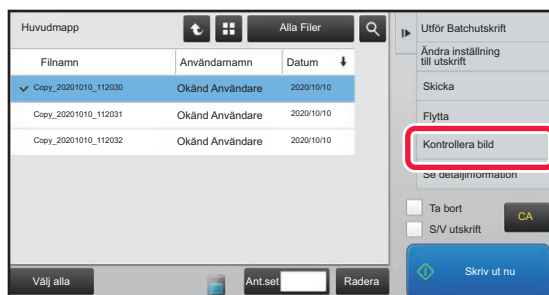 Huvudmapp
Alla Filer
Filnamn
Användarnamn
Datum
Copy_20201010_112030
Okänd Användare
2020/10/10
Copy_20201010_112031
Okänd Användare
2020/10/10
Copy_20201010_112032
Okänd Användare
2020/10/10
Välj alla
Ant.set
Radera
Utför Batchutskrift
Ändra inställning
till utskrift
Skicka
Flytta
Kontrollera bild
Se detaljinformation
Ta bort
S/V utskrift
CA
Skriv ut nu